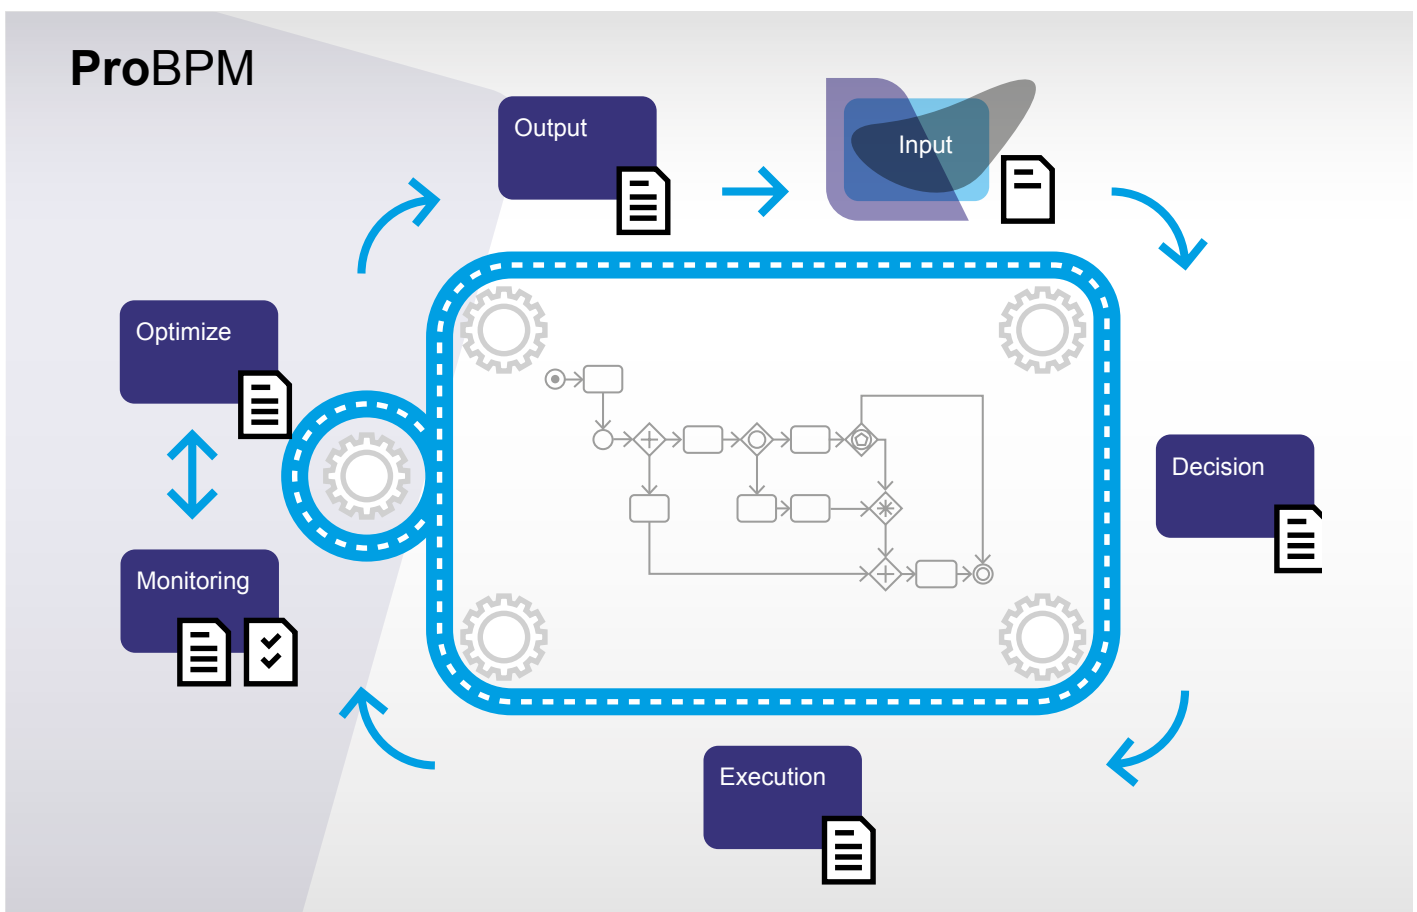 ProBPM
Output
Input
Optimize
Decision
Monitoring
Execution